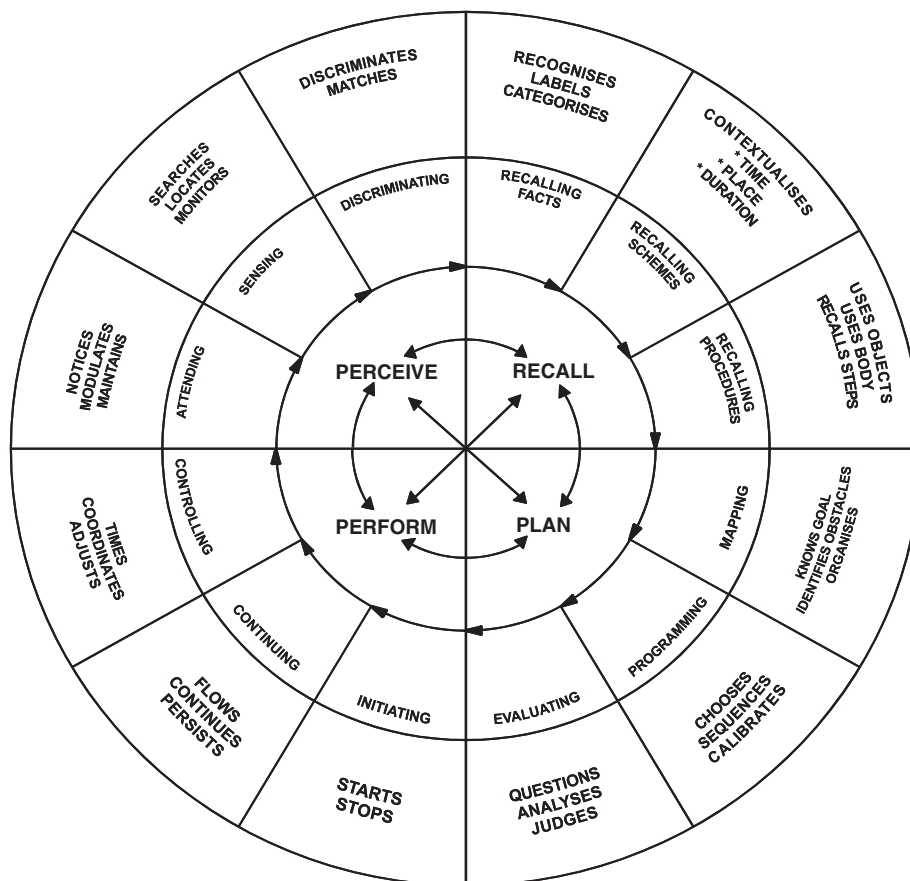 DISCRIMINATES
MATCHES
RECOGNISES
LABELS
CATEGORISES
CONTEXTUALISES
* TIME
* PLACE
* DURATION
USES OBJECTS
USES BODY
RECALLS STEPS
KNOWS GOAL
IDENTIFIES OBSTACLES
ORGANISES
CHOOSES
SEQUENCES
CALIBRATES
QUESTIONS
ANALYSES
JUDGES
STARTS
STOPS
FLOWS
CONTINUES
PERSISTS
TIMES
COORDINATES
ADJUSTS
NOTICES
MODULATES
MAINTAINS
SEARCHES
LOCATES
MONITORS
DISCRIMINATING
RECALLING
FACTS
RECALLING
SCHEMES
RECALLING
PROCEDURES
MAPPING
PROGRAMMING
EVALUATING
INITIATING
CONTINUING
CONTROLLING
ATTENDING
SENSING
PERCEIVE
RECALL
PERFORM
PLAN